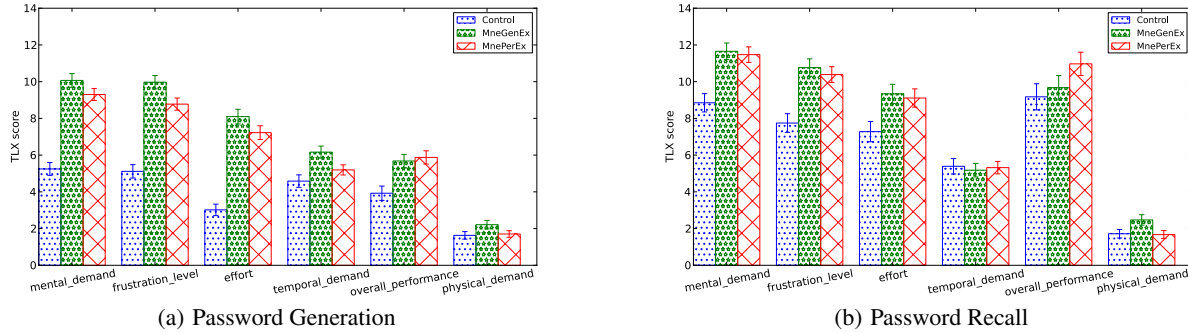 14
12
10
8
6
4
2
0
TLX score
Control
MneGenEx
MnePerEx
mental_demand
frustration_level
effort
temporal_demand
overall_performance
physical_demand
(a) Password Generation
14
12
10
8
6
4
2
0
TLX score
Control
MneGenEx
MnePerEx
mental_demand
frustration_level
effort
temporal_demand
overall_performance
physical_demand
(b) Password Recall